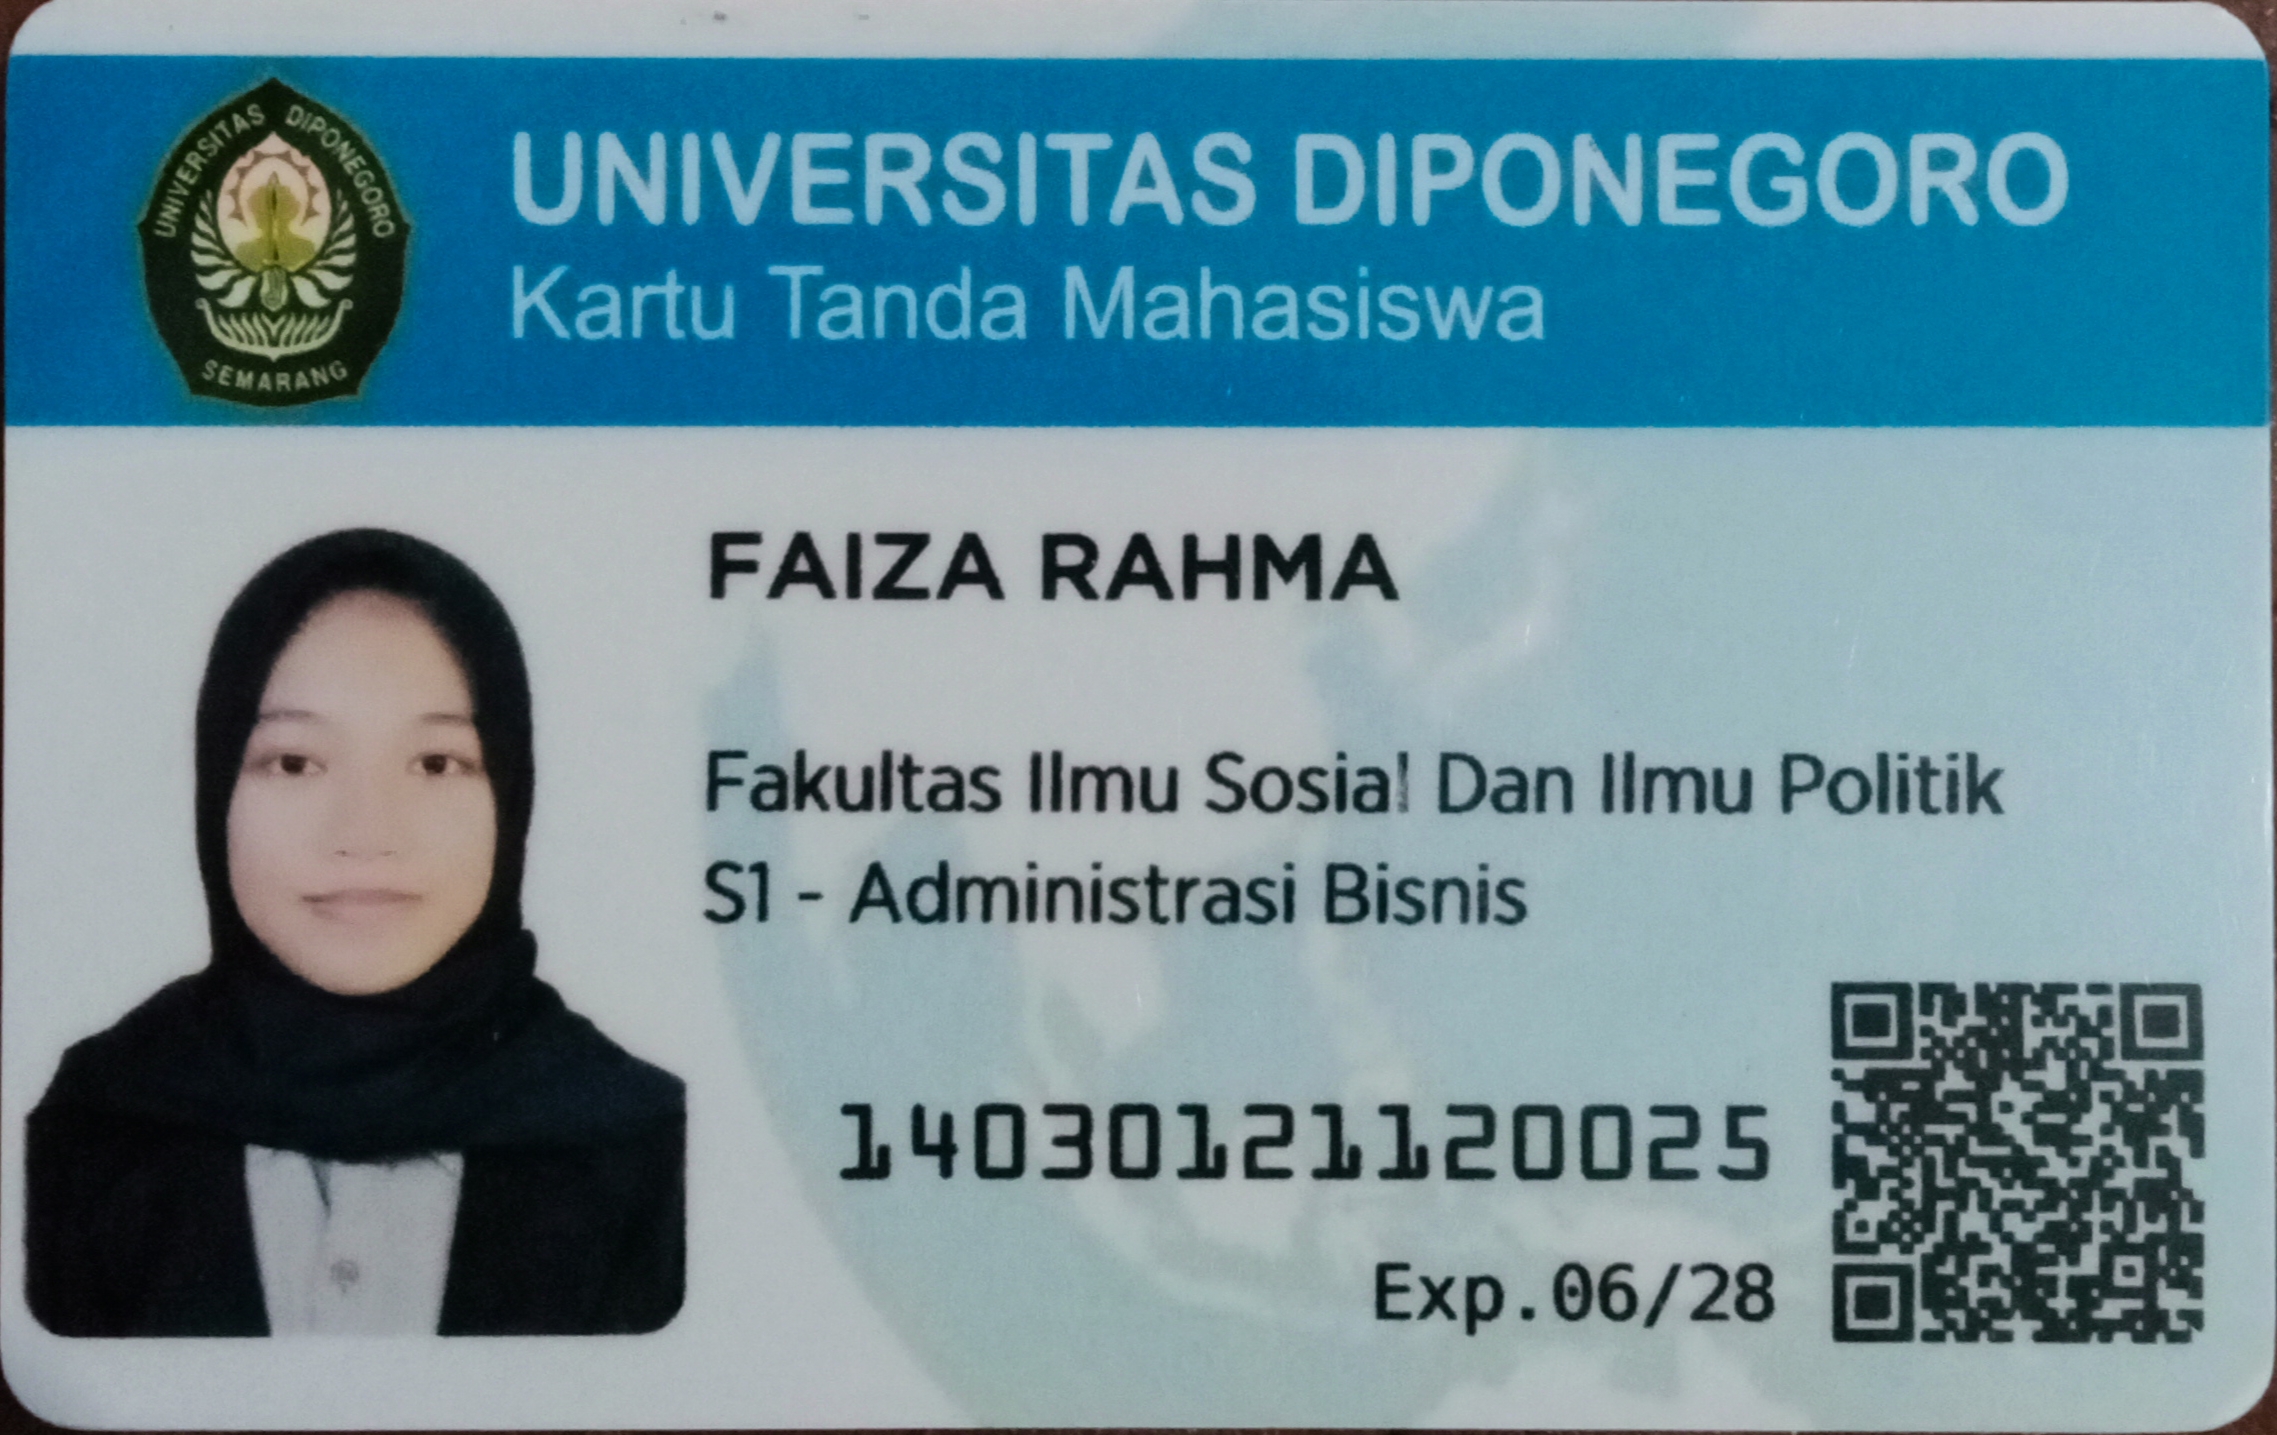 UNIVERSITAS DIPONEGORO
SEMARANG
UNIVERSITAS DIPONEGORO
Kartu Tanda Mahasiswa
FAIZA RAHMA
Fakultas Ilmu Sosial Dan Ilmu Politik
S1 - Administrasi Bisnis
14030121120025
Exp.06/28